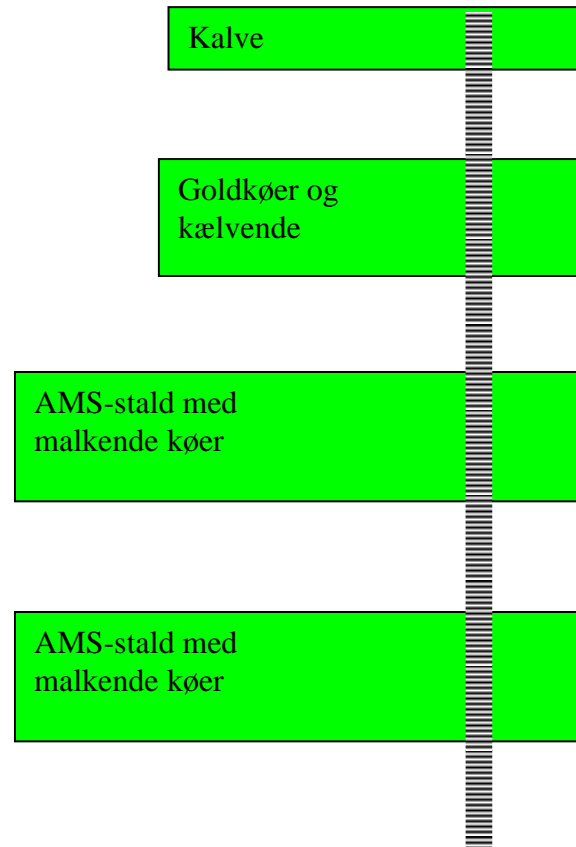 Kalve
Goldkøer og
kælvende
AMS-stald med
malkende køer
AMS-stald med
malkende køer